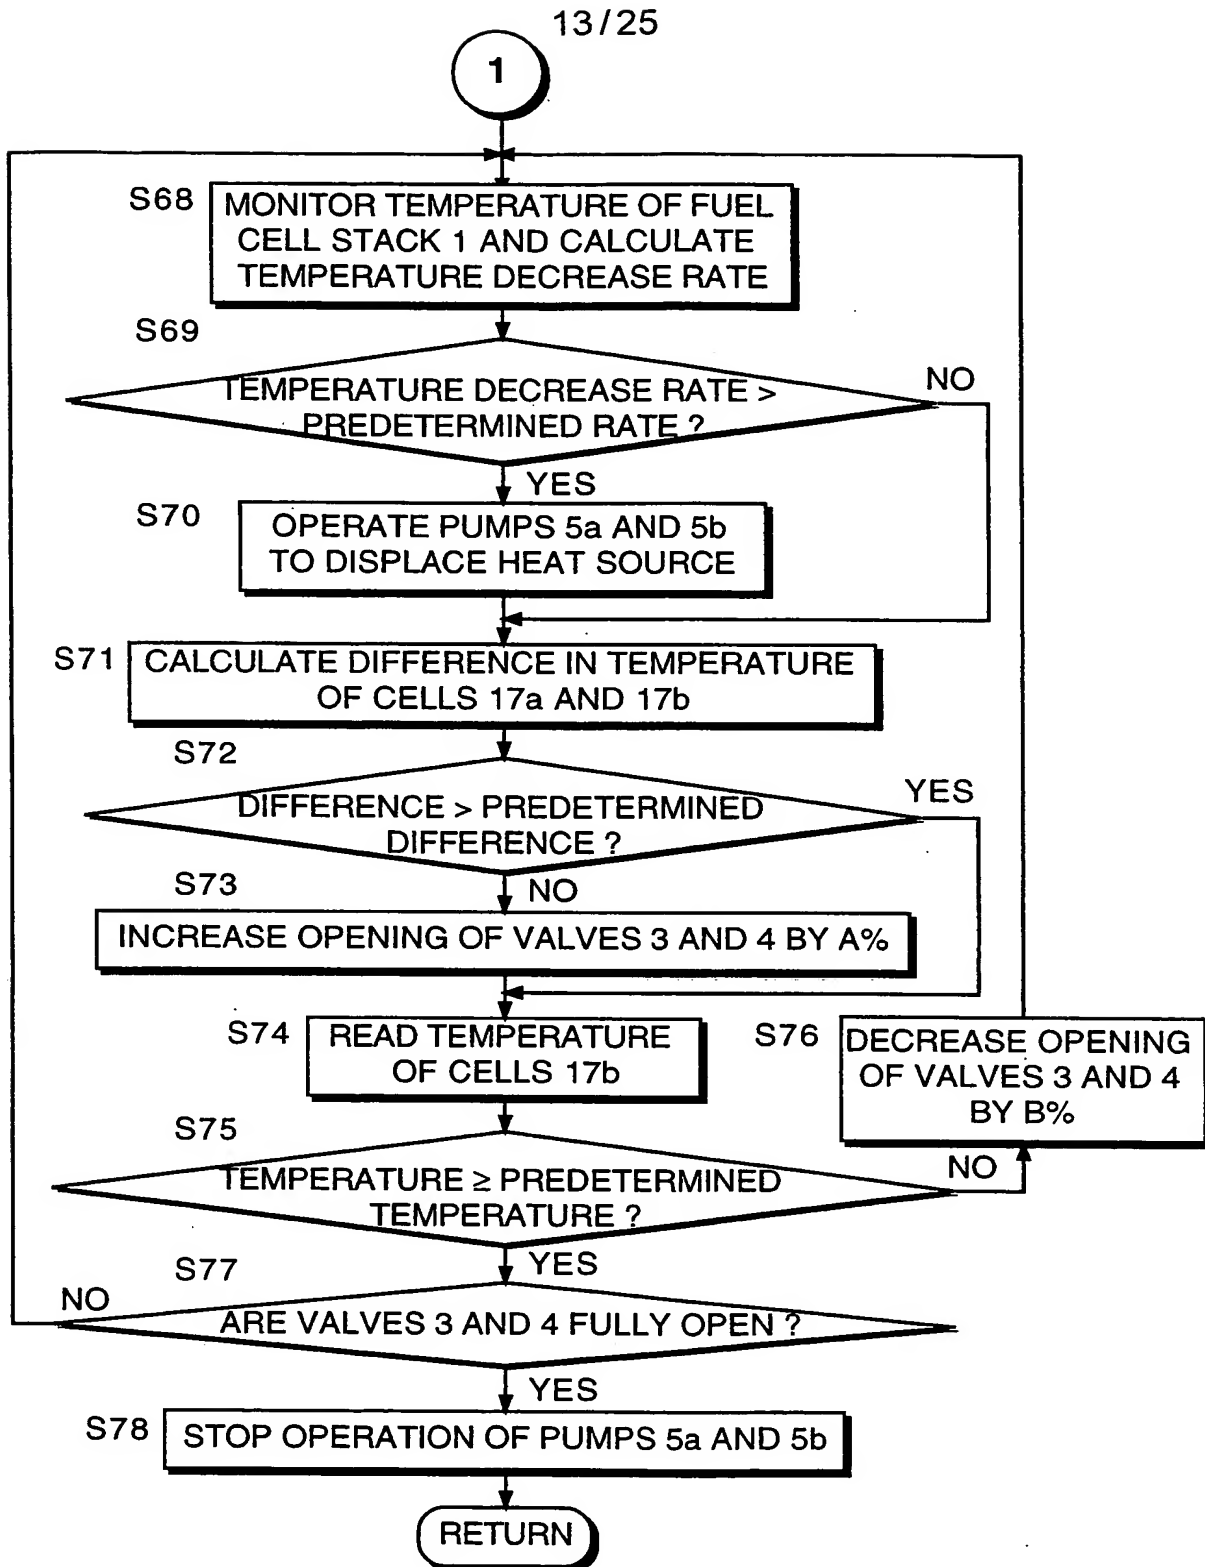 13/25
1
S68
MONITOR TEMPERATURE OF FUEL
CELL STACK 1 AND CALCULATE
TEMPERATURE DECREASE RATE
S69
TEMPERATURE DECREASE RATE >
PREDETERMINED RATE ?
NO
YES
S70
OPERATE PUMPS 5a AND 5b
TO DISPLACE HEAT SOURCE
S71
CALCULATE DIFFERENCE IN TEMPERATURE
OF CELLS 17a AND 17b
S72
DIFFERENCE > PREDETERMINED
DIFFERENCE ?
YES
NO
S73
INCREASE OPENING OF VALVES 3 AND 4 BY A%
S74
READ TEMPERATURE
OF CELLS 17b
S76
DECREASE OPENING
OF VALVES 3 AND 4
BY B%
S75
TEMPERATURE ≥ PREDETERMINED
TEMPERATURE ?
NO
YES
S77
NO
ARE VALVES 3 AND 4 FULLY OPEN ?
YES
S78
STOP OPERATION OF PUMPS 5a AND 5b
RETURN